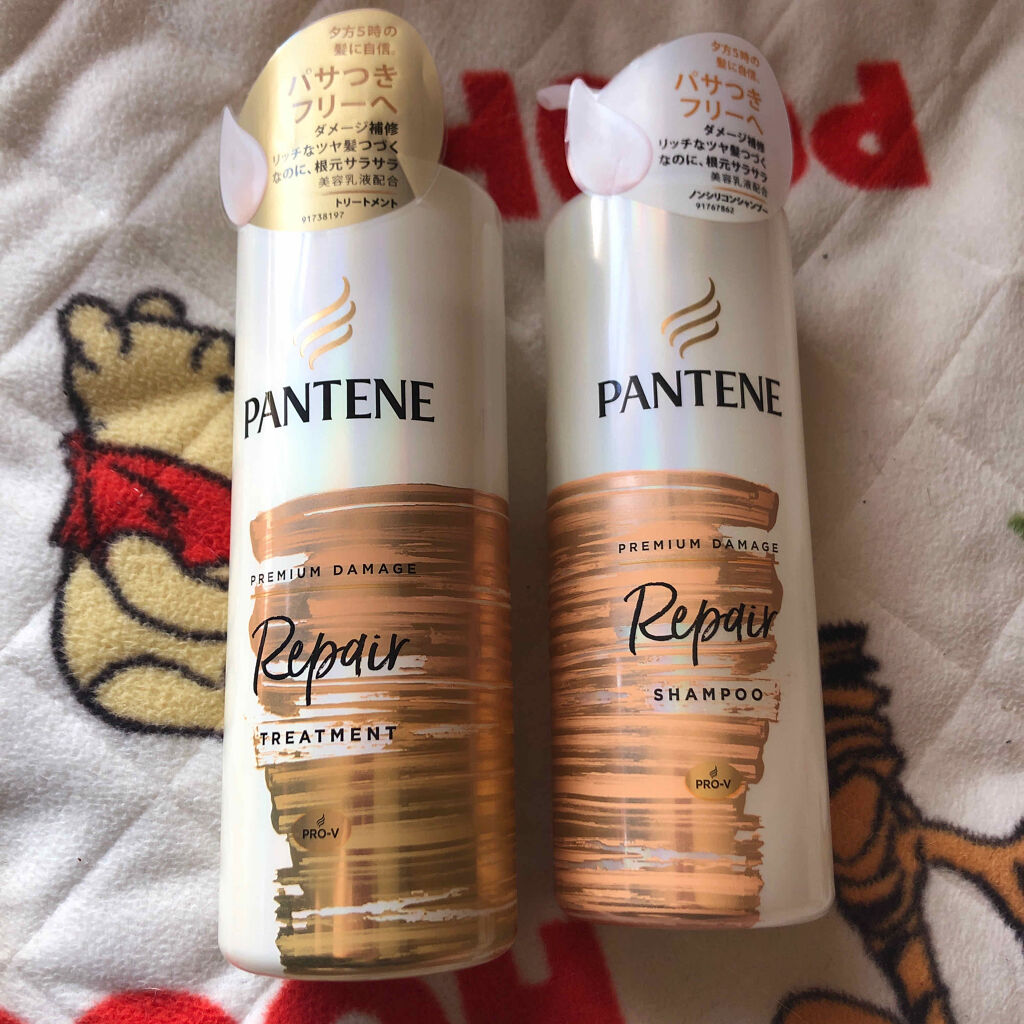 夕方5時の
髪に自信。
パサつき
フリーへ
ダメージ補修
リッチなツヤ髪つづく
なのに、根元サラサラ
美容乳液配合
トリートメント
91738197
PANTENE
PREMIUM DAMAGE
Repair
TREATMENT
PRO-V
夕方5時の
髪に自信。
パサつき
フリーへ
ダメージ補修
リッチなツヤ髪つづく
なのに、根元サラサラ
美容乳液配合
ノンシリコンシャンプー
91767862
PANTENE
PREMIUM DAMAGE
Repair
SHAMPOO
PRO-V